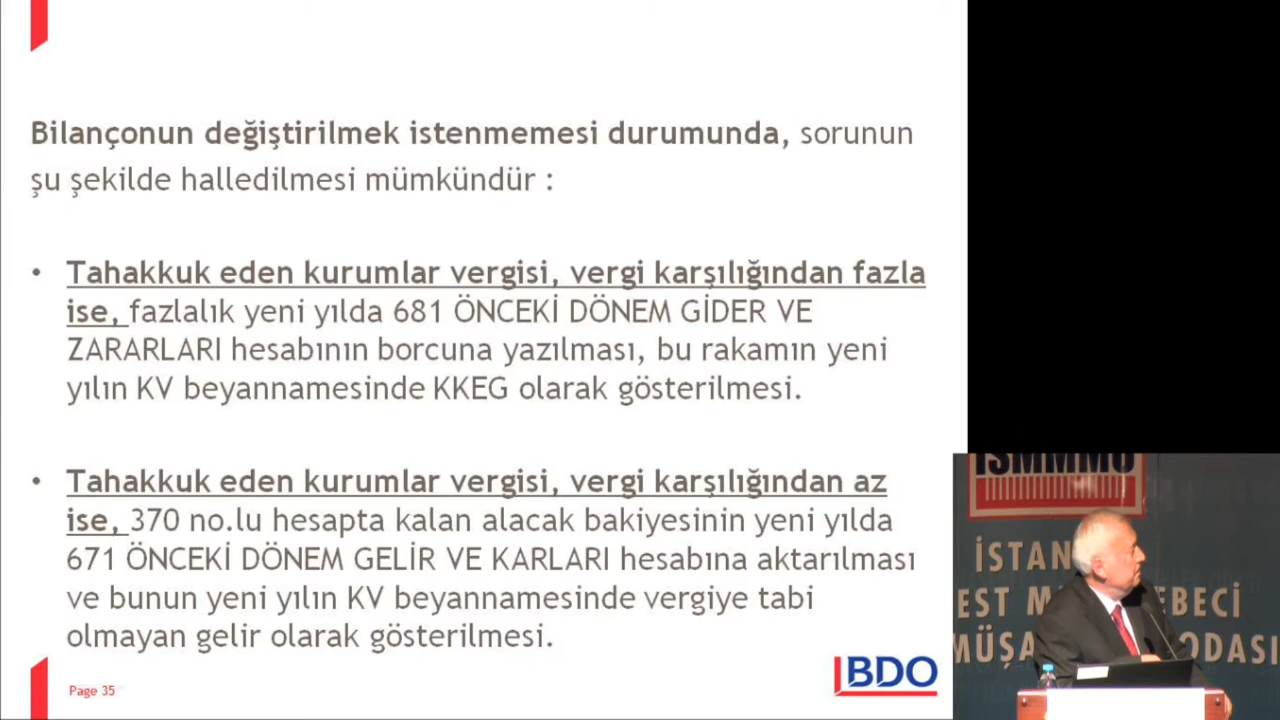 Bilançonun değiştirilmek istenmemesi durumunda, sorunun
şu şekilde halledilmesi mümkündür :
• Tahakkuk eden kurumlar vergisi, vergi karşılığından fazla
ise, fazlalık yeni yılda 681 ÖNCEKİ DÖNEM GİDER VE
ZARARLARI hesabının borcuna yazılması, bu rakamın yeni
yılın KV beyannamesinde KKEG olarak gösterilmesi.
• Tahakkuk eden kurumlar vergisi, vergi karşılığından az
ise, 370 no.lu hesapta kalan alacak bakiyesinin yeni yılda
671 ÖNCEKİ DÖNEM GELİR VE KARLARI hesabına aktarılması
ve bunun yeni yılın KV beyannamesinde vergiye tabi
olmayan gelir olarak gösterilmesi.
Page 35
BDO
İSMMMO
İSTAN
EST M EBECİ
MÜŞA ODASI